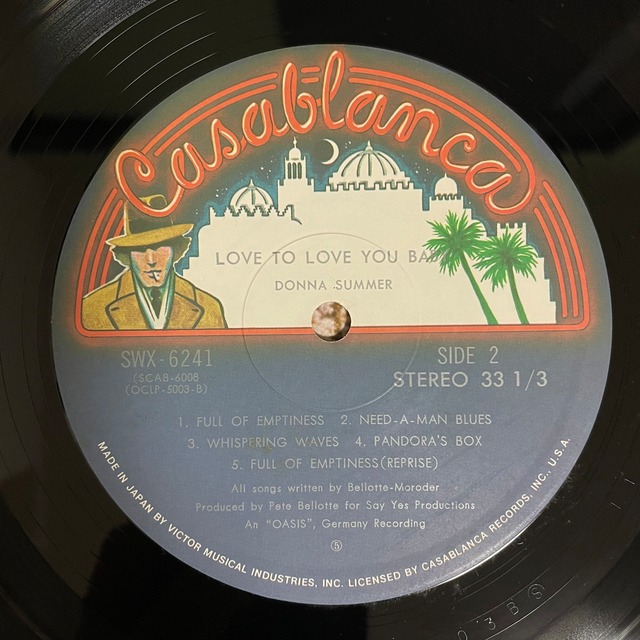 Casablanca
LOVE TO LOVE YOU BABY
DONNA SUMMER
SWX-6241
(SCAB-6008
(OCLP-5003-B)
SIDE 2
STEREO 33 1/3
1. FULL OF EMPTINESS 2. NEED-A-MAN BLUES
3. WHISPERING WAVES 4. PANDORA'S BOX
5. FULL OF EMPTINESS(REPRISE)
All songs written by Bellotte-Moroder
Produced by Pete Bellotte for Say Yes Productions
An "OASIS", Germany Recording
⑤
MADE IN JAPAN BY VICTOR MUSICAL INDUSTRIES, INC. LICENSED BY CASABLANCA RECORDS, INC., U.S.A.